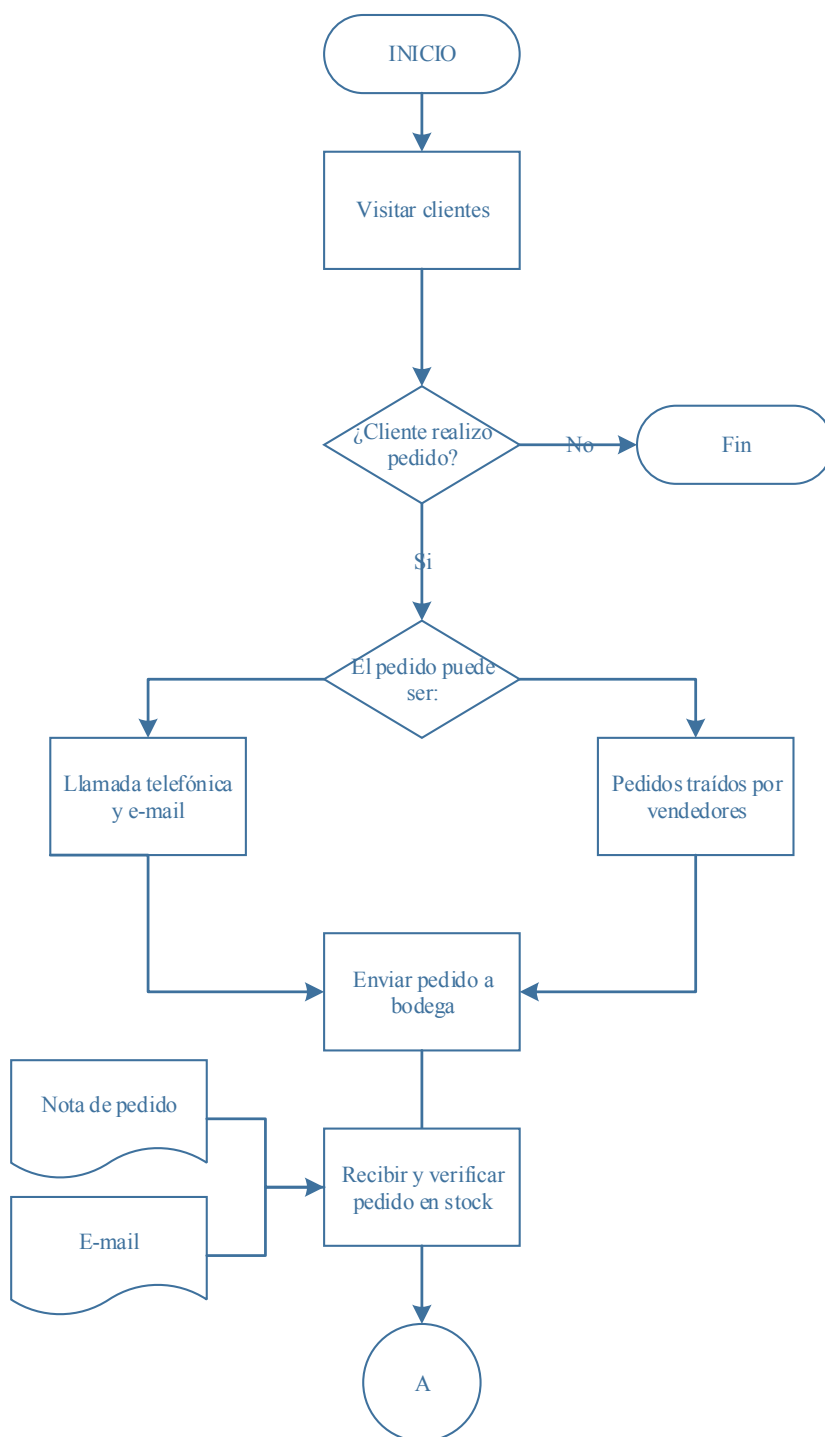 INICIO
Visitar clientes
¿Cliente realizo
pedido?
No
Fin
Si
El pedido puede
ser:
Llamada telefónica
y e-mail
Pedidos traídos por
vendedores
Enviar pedido a
bodega
Nota de pedido
Recibir y verificar
pedido en stock
E-mail
A